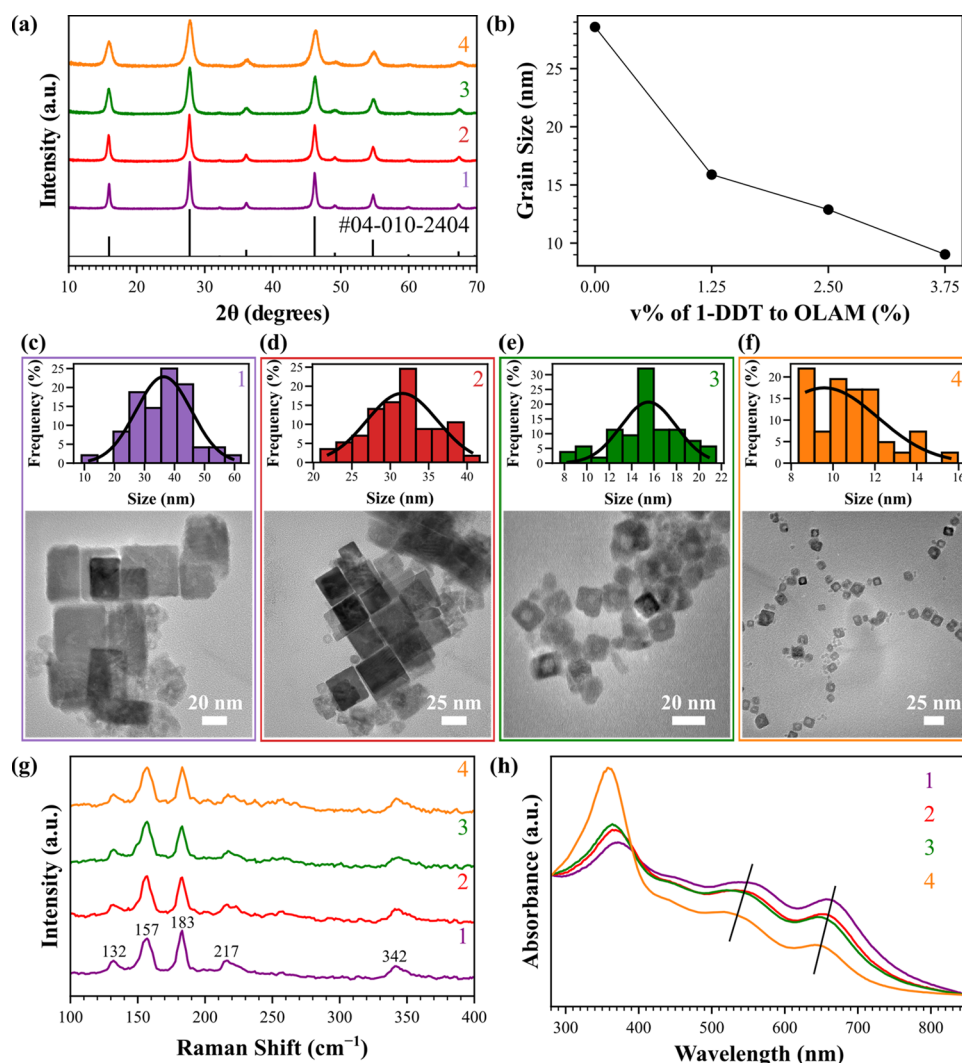 (a)
4
3
2
1
#04-010-2404
Intensity (a.u.)
10 20 30 40 50 60 70
2θ (degrees)
(b)
Grain Size (nm)
28
25
22
19
16
13
10
0.00 1.25 2.50 3.75
v% of 1-DDT to OLAM (%)
(c)
1
Frequency (%)
25
20
15
10
5
0
10 20 30 40 50 60
Size (nm)
20 nm
(d)
2
Frequency (%)
25
20
15
10
5
0
20 25 30 35 40
Size (nm)
25 nm
(e)
3
Frequency (%)
30
25
20
15
10
5
0
8 10 12 14 16 18 20 22
Size (nm)
20 nm
(f)
4
Frequency (%)
20
15
10
5
0
8 10 12 14 16
Size (nm)
25 nm
(g)
4
3
2
1
132 157 183 217 342
Intensity (a.u.)
100 150 200 250 300 350 400
Raman Shift (cm⁻¹)
(h)
1
2
3
4
Absorbance (a.u.)
300 400 500 600 700 800
Wavelength (nm)